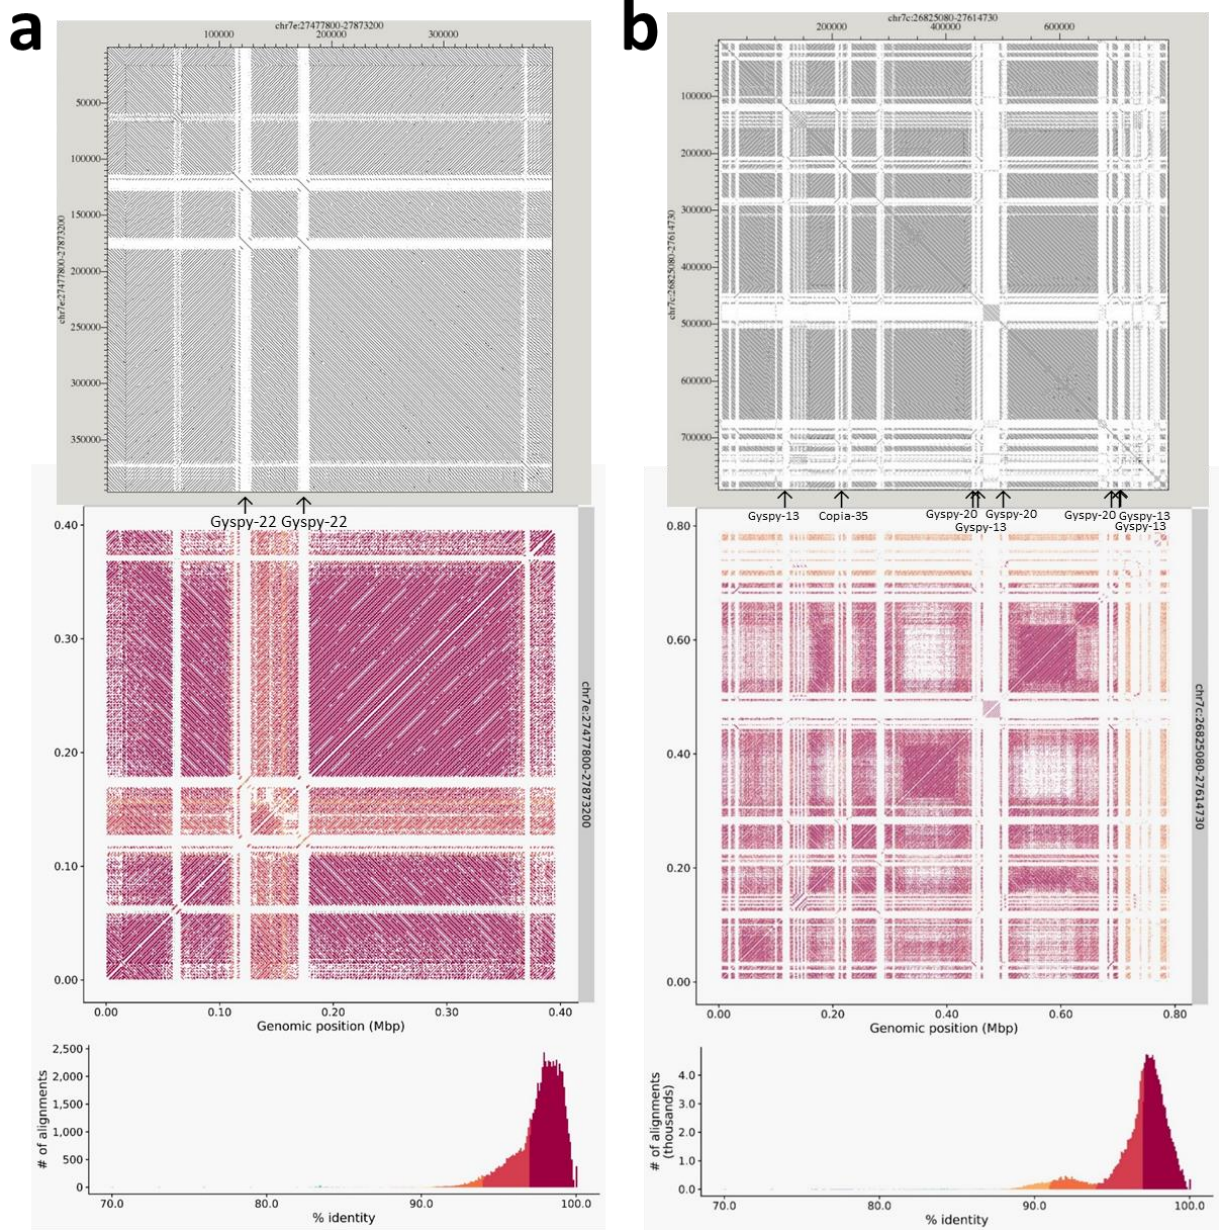 a
chr7e:27477800-27873200
100000 200000 300000
chr7e:27477800-27873200
50000
100000
150000
200000
250000
300000
350000
Gyspy-22 Gyspy-22
0.40
0.30
0.20
0.10
0.00
chr7e:27477800-27873200
0.00 0.10 0.20 0.30 0.40
Genomic position (Mbp)
# of alignments
2,500
2,000
1,500
1,000
500
0
70.0 80.0 90.0 100.0
% identity
b
chr7c:26825080-27614730
200000 400000 600000
chr7c:26825080-27614730
100000
200000
300000
400000
500000
600000
700000
Gyspy-13 Copia-35 Gyspy-20 Gyspy-20 Gyspy-20 Gyspy-13
Gyspy-13 Gyspy-13
0.80
0.60
0.40
0.20
0.00
chr7c:26825080-27614730
0.00 0.20 0.40 0.60 0.80
Genomic position (Mbp)
# of alignments
(thousands)
4.0
3.0
2.0
1.0
0.0
70.0 80.0 90.0 100.0
% identity